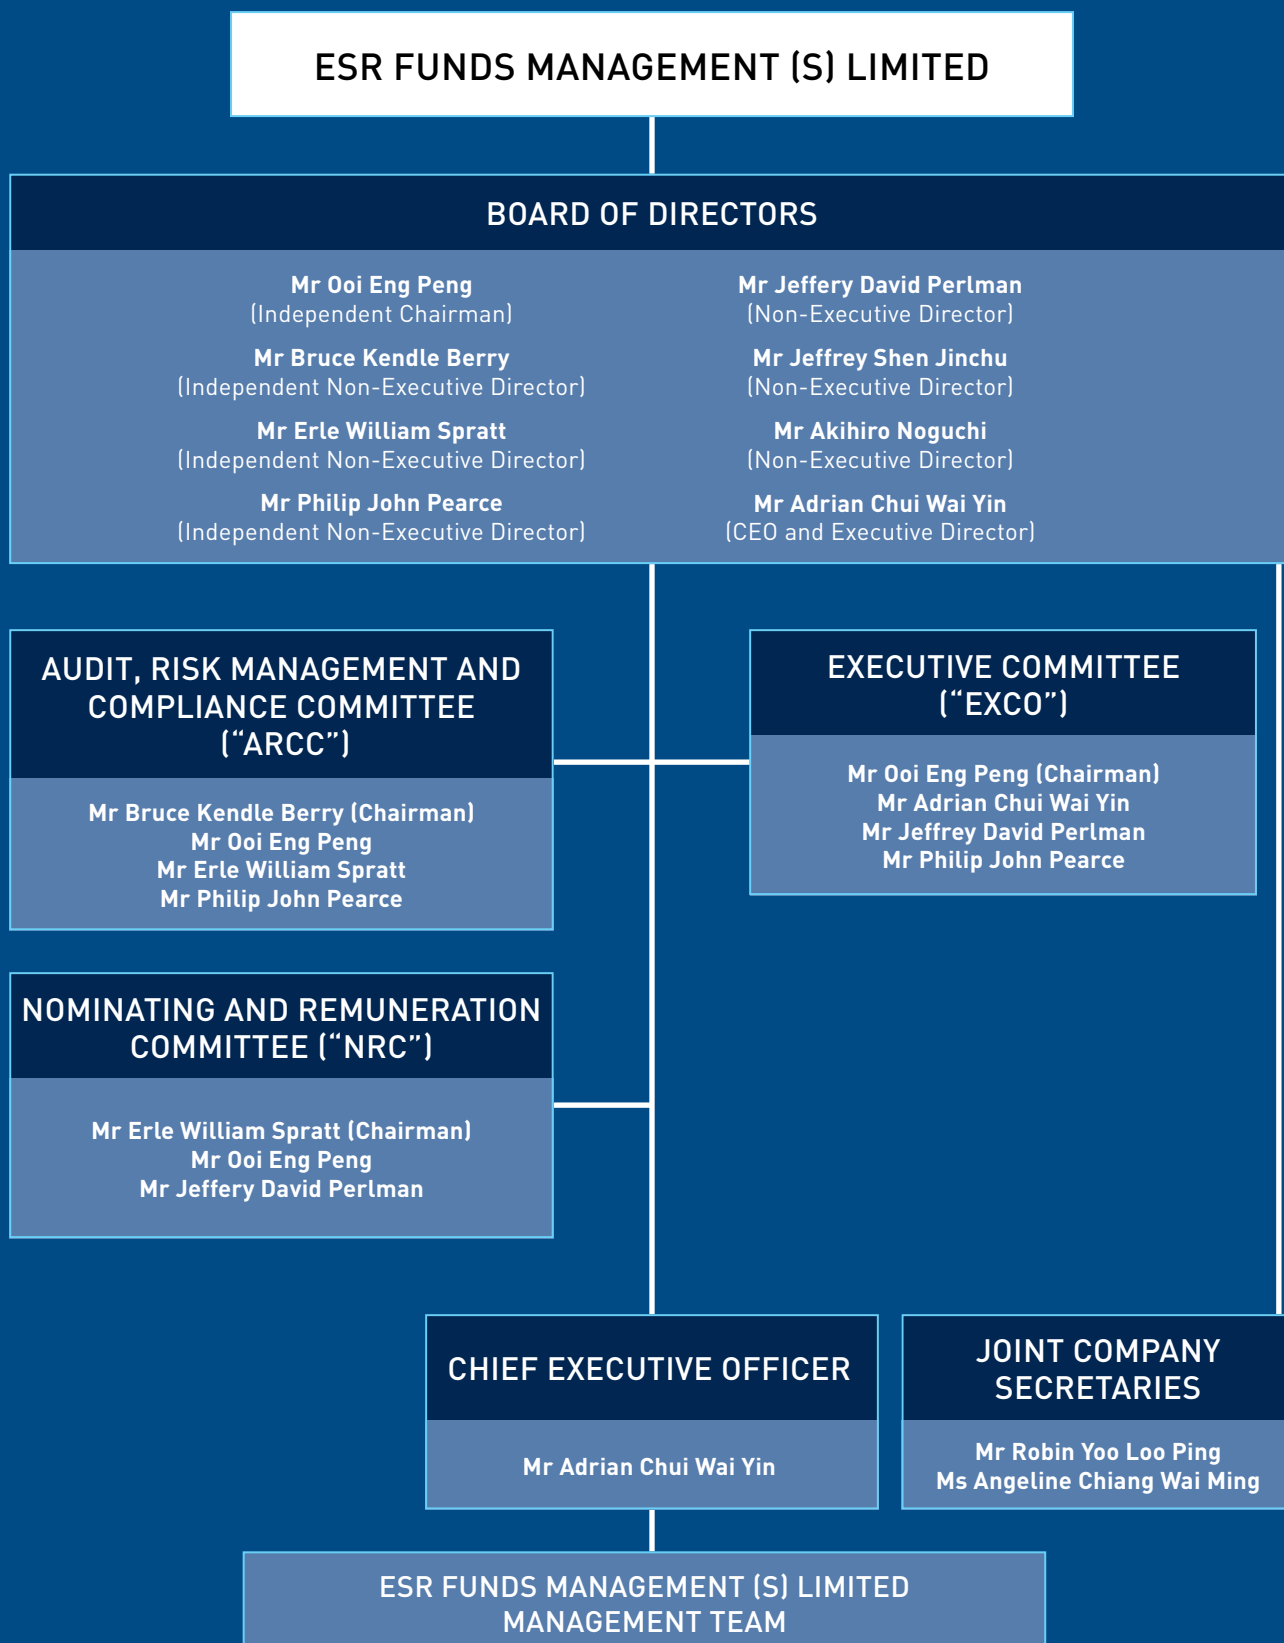 ESR FUNDS MANAGEMENT (S) LIMITED
BOARD OF DIRECTORS
Mr Ooi Eng Peng
(Independent Chairman)
Mr Bruce Kendle Berry
(Independent Non-Executive Director)
Mr Erle William Spratt
(Independent Non-Executive Director)
Mr Philip John Pearce
(Independent Non-Executive Director)
Mr Jeffery David Perlman
(Non-Executive Director)
Mr Jeffrey Shen Jinchu
(Non-Executive Director)
Mr Akihiro Noguchi
(Non-Executive Director)
Mr Adrian Chui Wai Yin
(CEO and Executive Director)
AUDIT, RISK MANAGEMENT AND
COMPLIANCE COMMITTEE
(“ARCC”)
Mr Bruce Kendle Berry (Chairman)
Mr Ooi Eng Peng
Mr Erle William Spratt
Mr Philip John Pearce
EXECUTIVE COMMITTEE
(“EXCO”)
Mr Ooi Eng Peng (Chairman)
Mr Adrian Chui Wai Yin
Mr Jeffrey David Perlman
Mr Philip John Pearce
NOMINATING AND REMUNERATION
COMMITTEE (“NRC”)
Mr Erle William Spratt (Chairman)
Mr Ooi Eng Peng
Mr Jeffery David Perlman
CHIEF EXECUTIVE OFFICER
Mr Adrian Chui Wai Yin
JOINT COMPANY
SECRETARIES
Mr Robin Yoo Loo Ping
Ms Angeline Chiang Wai Ming
ESR FUNDS MANAGEMENT (S) LIMITED
MANAGEMENT TEAM